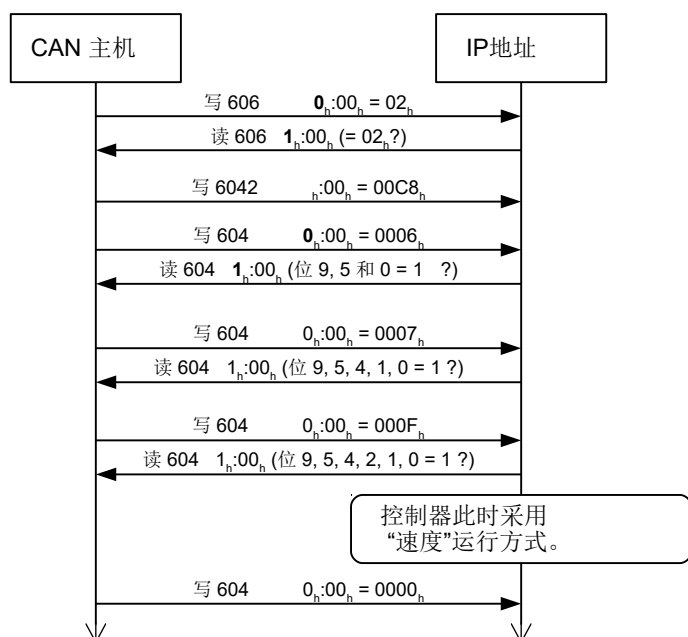 CAN 主机 IP地址
写 606 0h:00h = 02h
读 606 1h:00h (= 02h?)
写 6042 h:00h = 00C8h
写 604 0h:00h = 0006h
读 604 1h:00h (位 9, 5 和 0 = 1 ?)
写 604 0h:00h = 0007h
读 604 1h:00h (位 9, 5, 4, 1, 0 = 1 ?)
写 604 0h:00h = 000Fh
读 604 1h:00h (位 9, 5, 4, 2, 1, 0 = 1 ?)
控制器此时采用
“速度”运行方式。
写 604 0h:00h = 0000h